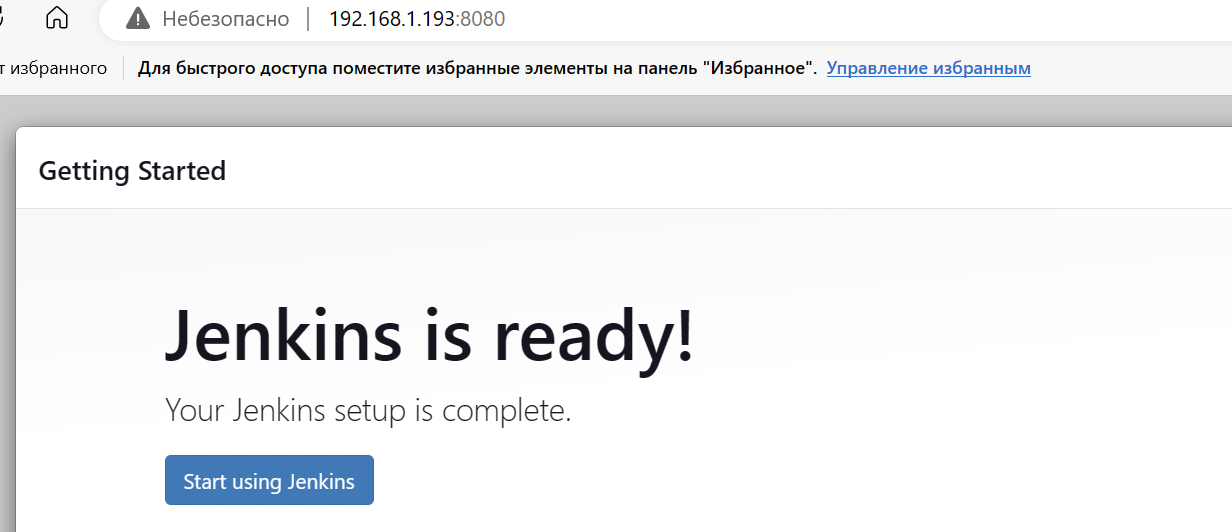 Небезопасно 192.168.1.193:8080
т избранного Для быстрого доступа поместите избранные элементы на панель "Избранное". Управление избранным
Getting Started
Jenkins is ready!
Your Jenkins setup is complete.
Start using Jenkins